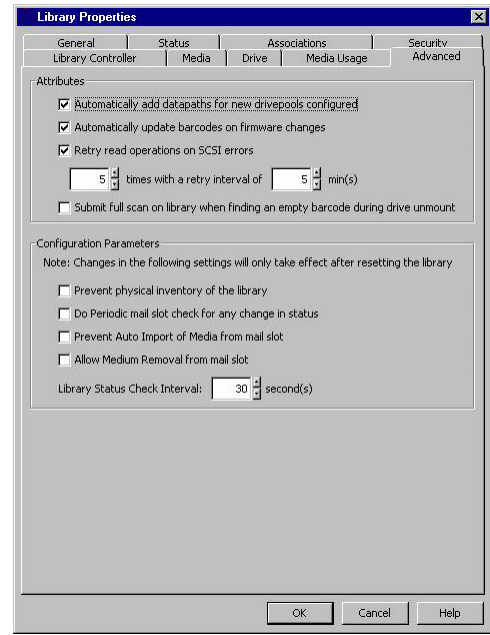 Library Properties
General Status Associations Security
Library Controller Media Drive Media Usage Advanced
Attributes
Automatically add datapaths for new drivepools configured
Automatically update barcodes on firmware changes
Retry read operations on SCSI errors
5 times with a retry interval of 5 min(s)
Submit full scan on library when finding an empty barcode during drive unmount
Configuration Parameters
Note: Changes in the following settings will only take effect after resetting the library
Prevent physical inventory of the library
Do Periodic mail slot check for any change in status
Prevent Auto Import of Media from mail slot
Allow Medium Removal from mail slot
Library Status Check Interval: 30 second(s)
OK Cancel Help